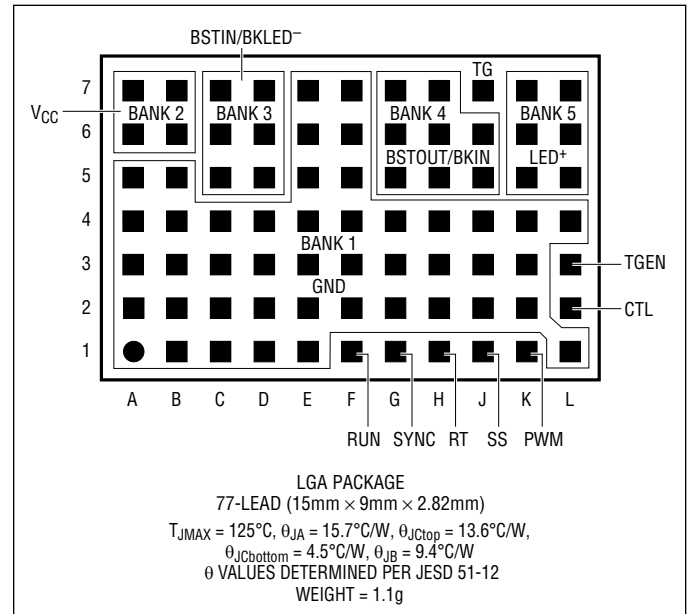 BSTIN/BKLED–
TG
7
V_CC
BANK 2
BANK 3
BANK 4
BANK 5
6
BSTOUT/BKIN
LED+
5
4
BANK 1
3
TGEN
GND
2
CTL
1
A B C D E F G H J K L
RUN SYNC RT SS PWM
LGA PACKAGE
77-LEAD (15mm × 9mm × 2.82mm)
T_JMAX = 125°C, θ_JA = 15.7°C/W, θ_JCtop = 13.6°C/W,
θ_JCbottom = 4.5°C/W, θ_JB = 9.4°C/W
θ VALUES DETERMINED PER JESD 51-12
WEIGHT = 1.1g